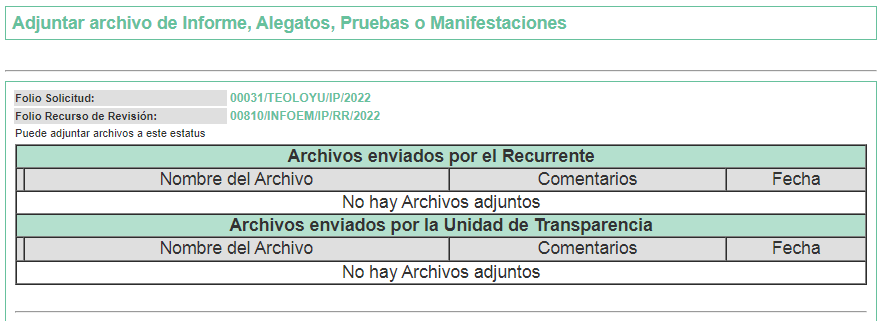 Adjuntar archivo de Informe, Alegatos, Pruebas o Manifestaciones
Folio Solicitud: 00031/TEOLOYU/IP/2022
Folio Recurso de Revisión: 00810/INFOEM/IP/RR/2022
Puede adjuntar archivos a este estatus
Archivos enviados por el Recurrente
Nombre del Archivo Comentarios Fecha
No hay Archivos adjuntos
Archivos enviados por la Unidad de Transparencia
Nombre del Archivo Comentarios Fecha
No hay Archivos adjuntos